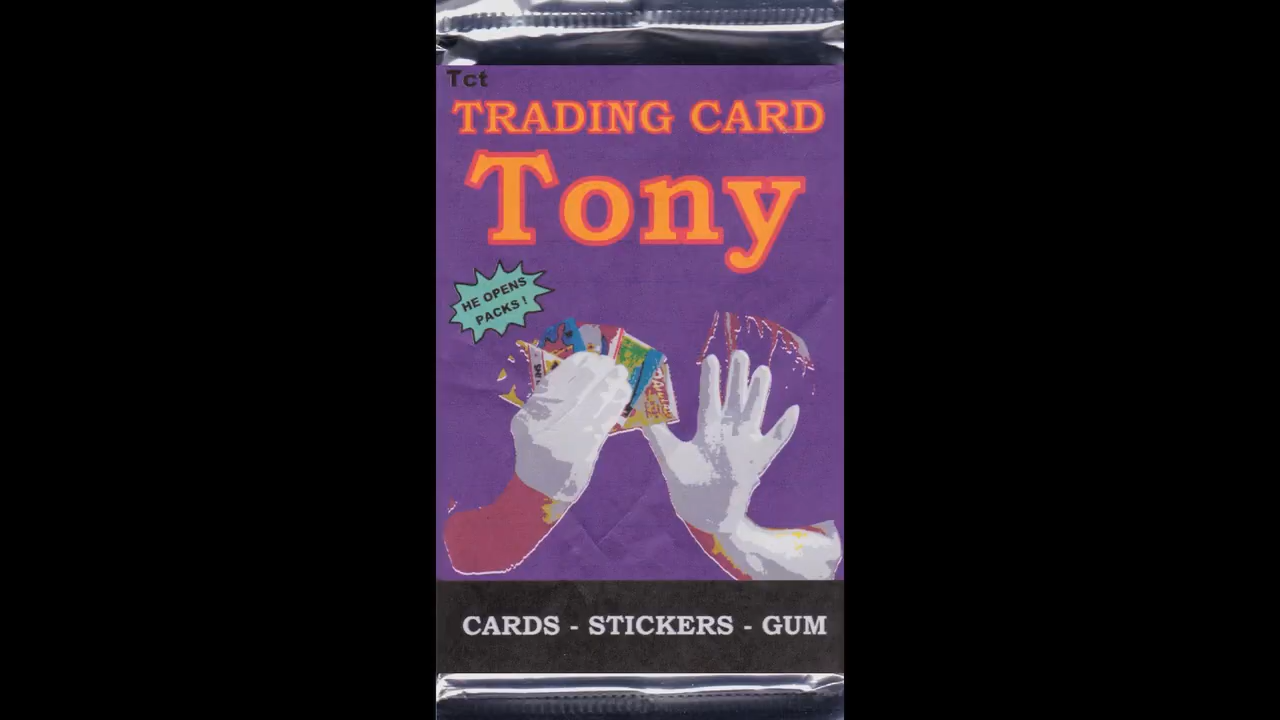 Tct
TRADING CARD
Tony
HE OPENS
PACKS!
CARDS - STICKERS - GUM